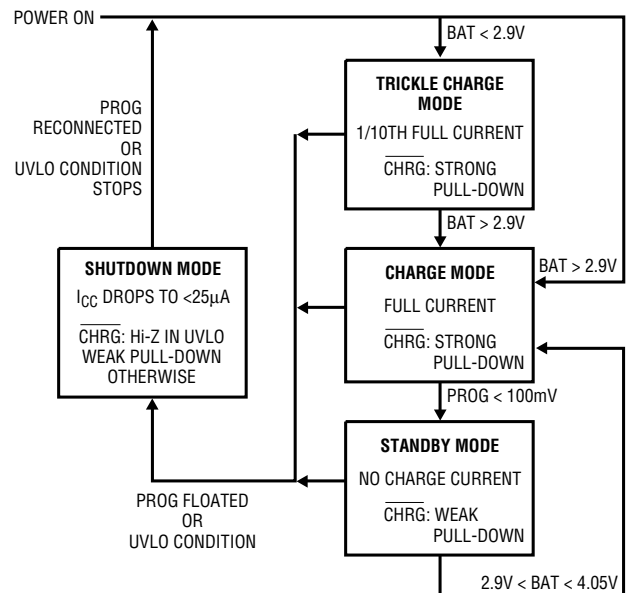 POWER ON
BAT < 2.9V
TRICKLE CHARGE
MODE
1/10TH FULL CURRENT
CHRG: STRONG
PULL-DOWN
PROG
RECONNECTED
OR
UVLO CONDITION
STOPS
BAT > 2.9V
SHUTDOWN MODE
ICC DROPS TO <25µA
CHRG: Hi-Z IN UVLO
WEAK PULL-DOWN
OTHERWISE
CHARGE MODE
FULL CURRENT
CHRG: STRONG
PULL-DOWN
BAT > 2.9V
PROG < 100mV
STANDBY MODE
NO CHARGE CURRENT
CHRG: WEAK
PULL-DOWN
PROG FLOATED
OR
UVLO CONDITION
2.9V < BAT < 4.05V